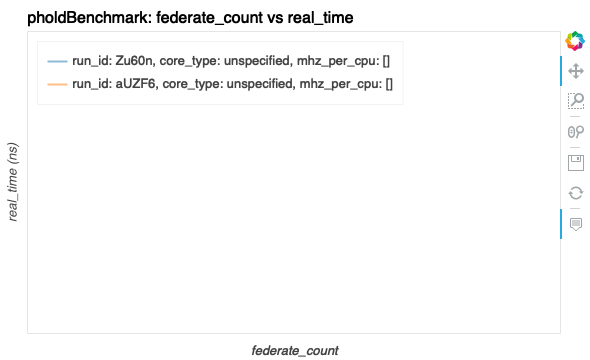 pholdBenchmark: federate_count vs real_time
run_id: Zu60n, core_type: unspecified, mhz_per_cpu: []
run_id: aUZF6, core_type: unspecified, mhz_per_cpu: []
real_time (ns)
federate_count